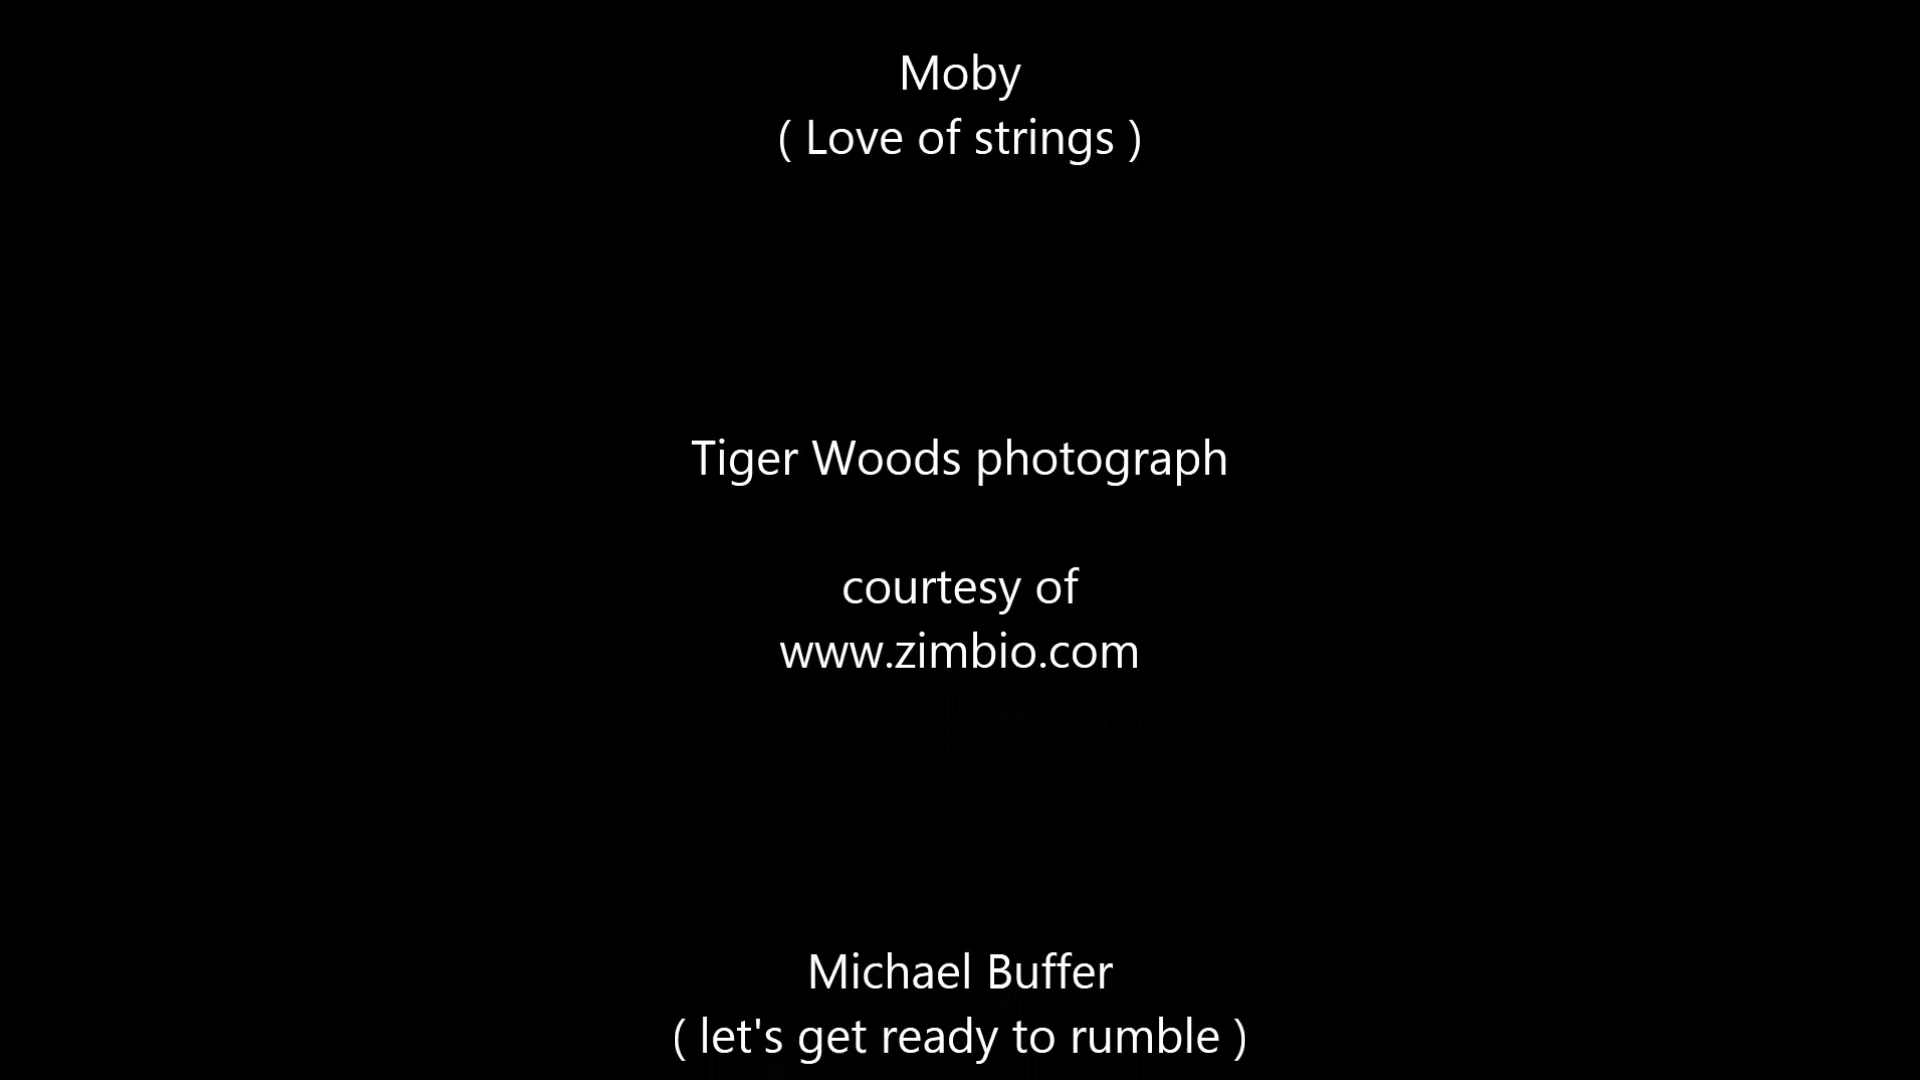 Moby
( Love of strings )
Tiger Woods photograph
courtesy of
www.zimbio.com
Michael Buffer
( let's get ready to rumble )